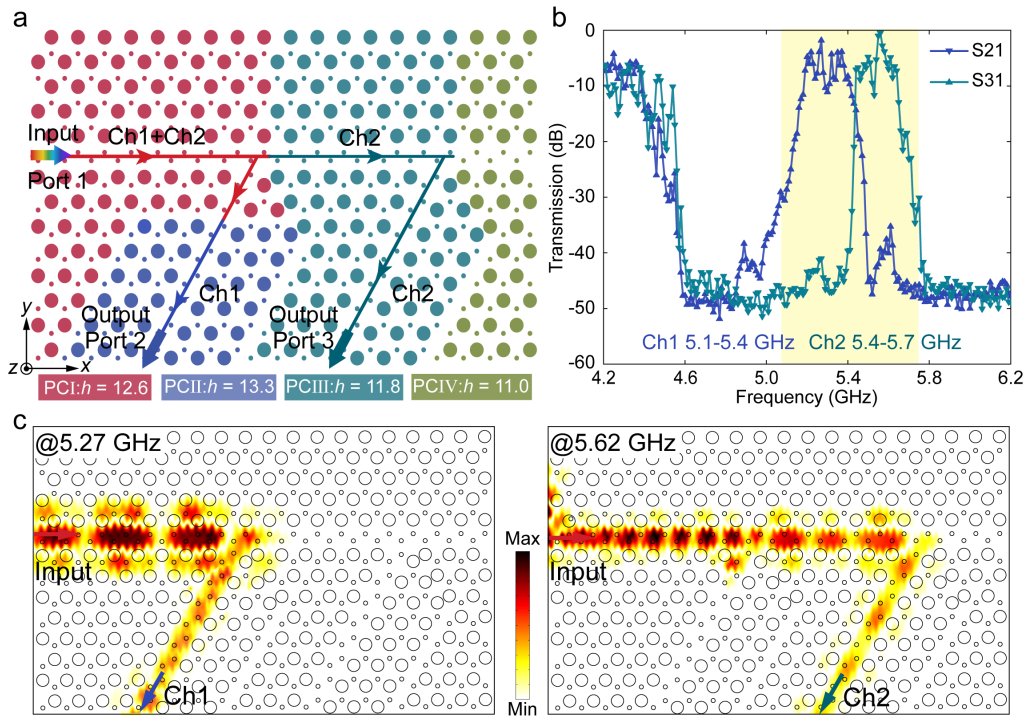 a
Input
Ch1+Ch2
Ch2
Port 1
Ch1
Ch2
Output
Port 2
Output
Port 3
y
z
x
PCI:h = 12.6
PCII:h = 13.3
PCIII:h = 11.8
PCIV:h = 11.0
b
Transmission (dB)
0
-10
-20
-30
-40
-50
-60
S21
S31
Ch1 5.1-5.4 GHz
Ch2 5.4-5.7 GHz
4.2
4.6
5.0
5.4
5.8
6.2
Frequency (GHz)
c
@5.27 GHz
Input
Ch1
Max
Min
@5.62 GHz
Input
Ch2